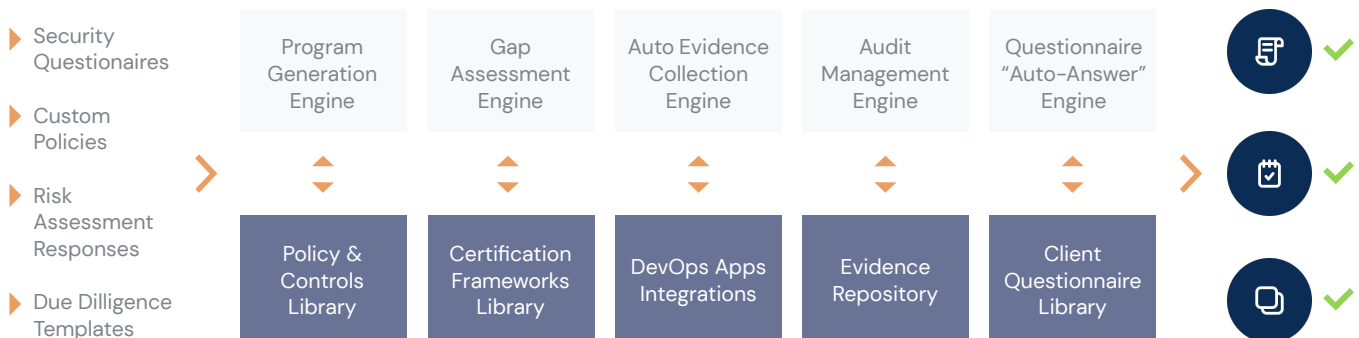 Security
Questionaires
Custom
Policies
Risk
Assessment
Responses
Due Dilligence
Templates
Program
Generation
Engine
Gap
Assessment
Engine
Auto Evidence
Collection
Engine
Audit
Management
Engine
Questionnaire
“Auto-Answer”
Engine
Policy &
Controls
Library
Certification
Frameworks
Library
DevOps Apps
Integrations
Evidence
Repository
Client
Questionnaire
Library